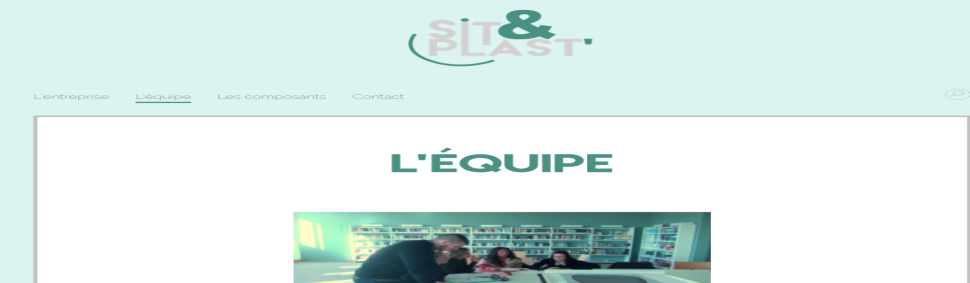 SiT&
PLAST'
L'entreprise L'équipe Les composants Contact
L'ÉQUIPE